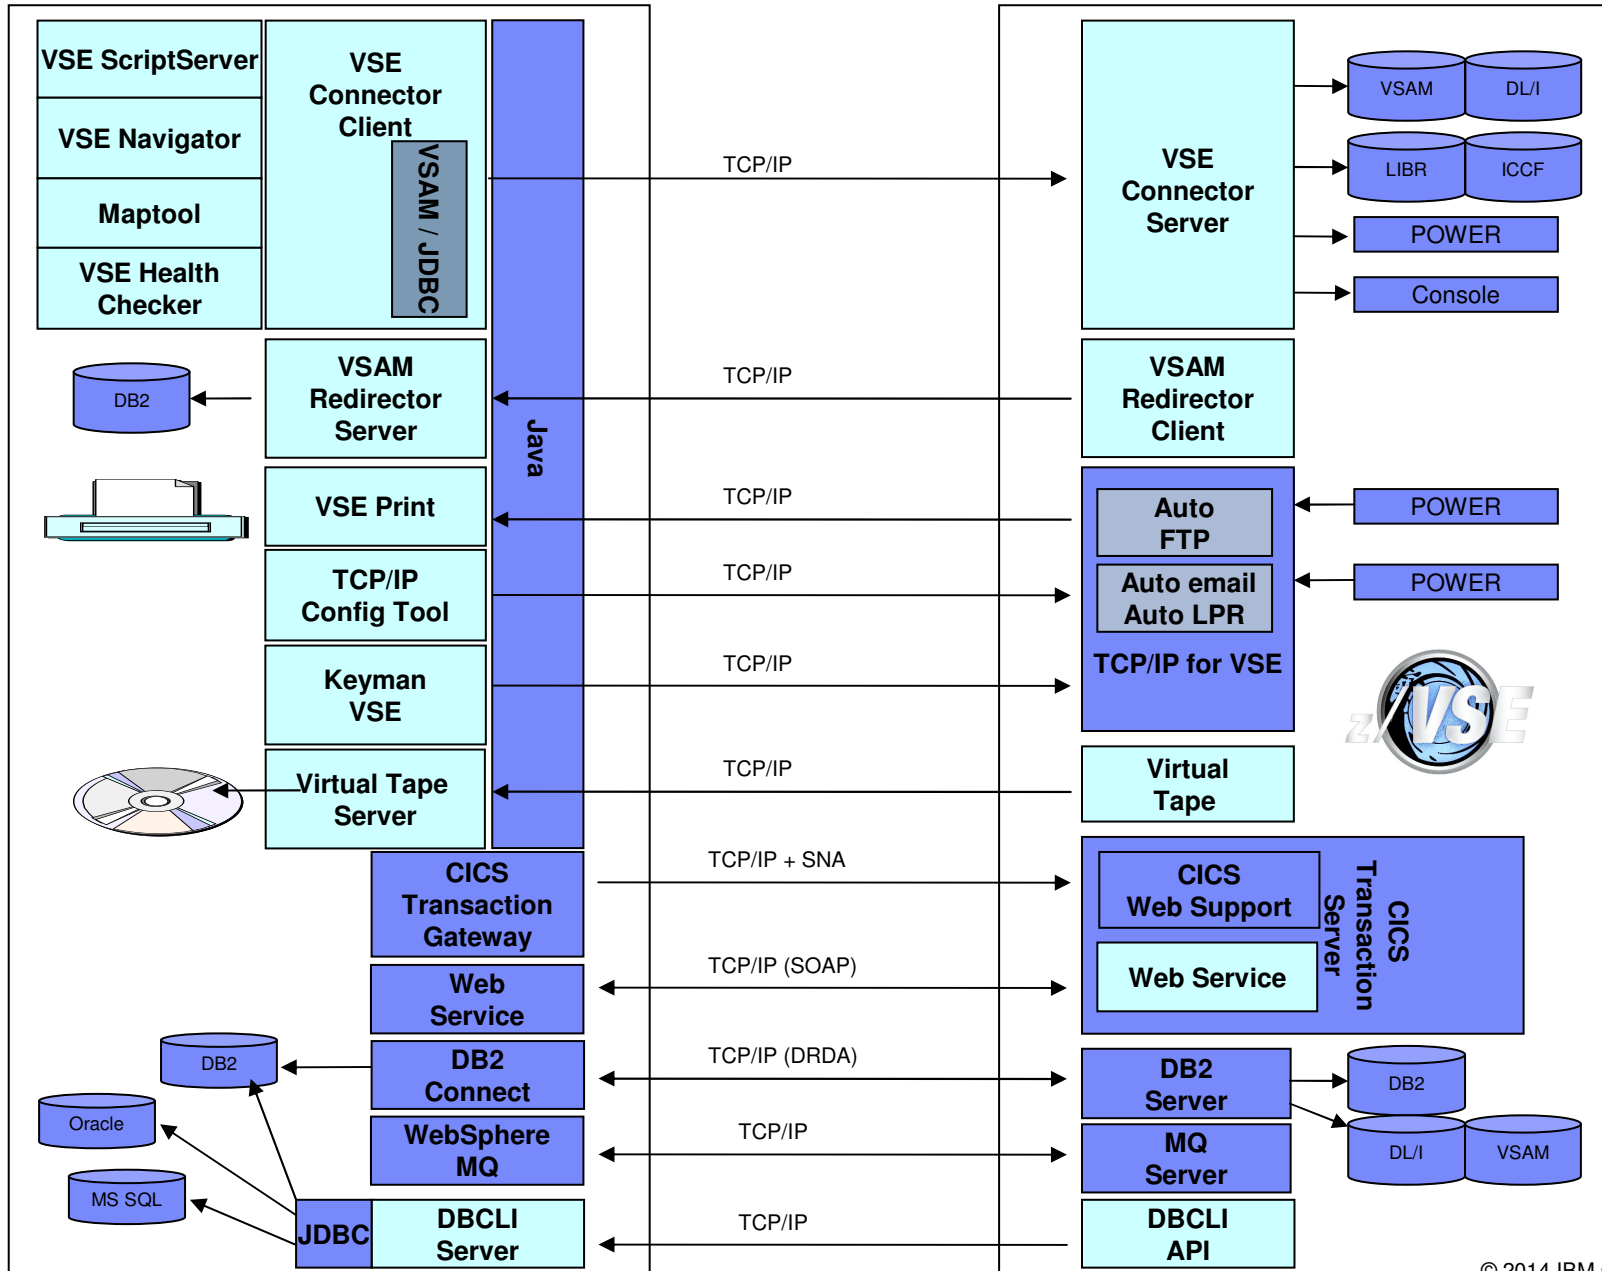 VSE ScriptServer
VSE Navigator
Maptool
VSE Health
Checker
VSE
Connector
Client
VSAM / JDBC
Java
TCP/IP
VSE
Connector
Server
VSAM
DL/I
LIBR
ICCF
POWER
Console
DB2
VSAM
Redirector
Server
TCP/IP
VSAM
Redirector
Client
VSE Print
TCP/IP
Auto
FTP
POWER
TCP/IP
Config Tool
TCP/IP
Auto email
Auto LPR
POWER
TCP/IP for VSE
Keyman
VSE
TCP/IP
z/VSE
Virtual Tape
Server
TCP/IP
Virtual
Tape
CICS
Transaction
Gateway
TCP/IP + SNA
CICS
Web Support
CICS
Transaction
Server
Web
Service
TCP/IP (SOAP)
Web Service
DB2
DB2
Connect
TCP/IP (DRDA)
DB2
Server
DB2
Oracle
WebSphere
MQ
TCP/IP
MQ
Server
DL/I
VSAM
MS SQL
JDBC
DBCLI
Server
TCP/IP
DBCLI
API
© 2014 IBM